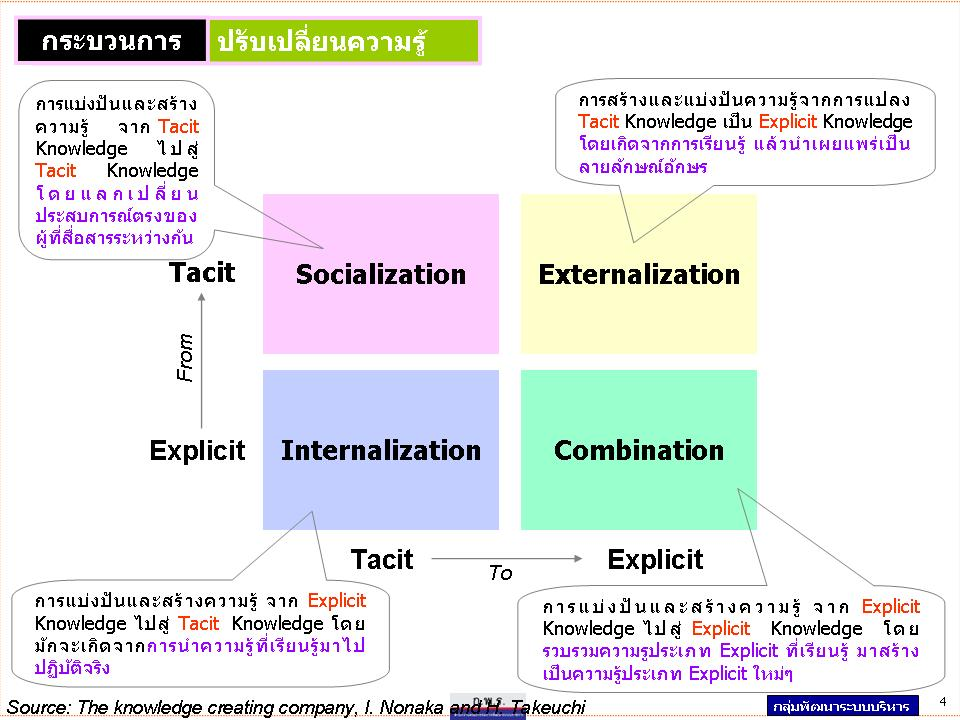 กระบวนการ ปรับเปลี่ยนความรู้
การแบ่งปันและสร้าง
ความรู้ จาก Tacit
Knowledge ไปสู่
Tacit Knowledge
โดยแลกเปลี่ยน
ประสบการณ์ตรงของ
ผู้ที่สื่อสารระหว่างกัน
การสร้างและแบ่งปันความรู้จากการแปลง
Tacit Knowledge เป็น Explicit Knowledge
โดยเกิดจากการเรียนรู้ แล้วนำเผยแพร่เป็น
ลายลักษณ์อักษร
Tacit
Socialization
Externalization
From
Explicit
Internalization
Combination
Tacit
To
Explicit
การแบ่งปันและสร้างความรู้ จาก Explicit
Knowledge ไปสู่ Tacit Knowledge โดย
มักจะเกิดจากการนำความรู้ที่เรียนรู้มาไป
ปฏิบัติจริง
การแบ่งปันและสร้างความรู้ จาก Explicit
Knowledge ไปสู่ Explicit Knowledge โดย
รวบรวมความรูประเภท Explicit ที่เรียนรู้ มาสร้าง
เป็นความรู้ประเภท Explicit ใหม่ๆ
Source: The knowledge creating company, I. Nonaka and H. Takeuchi
ก.พ.ร.
กลุ่มพัฒนาระบบบริหาร
4